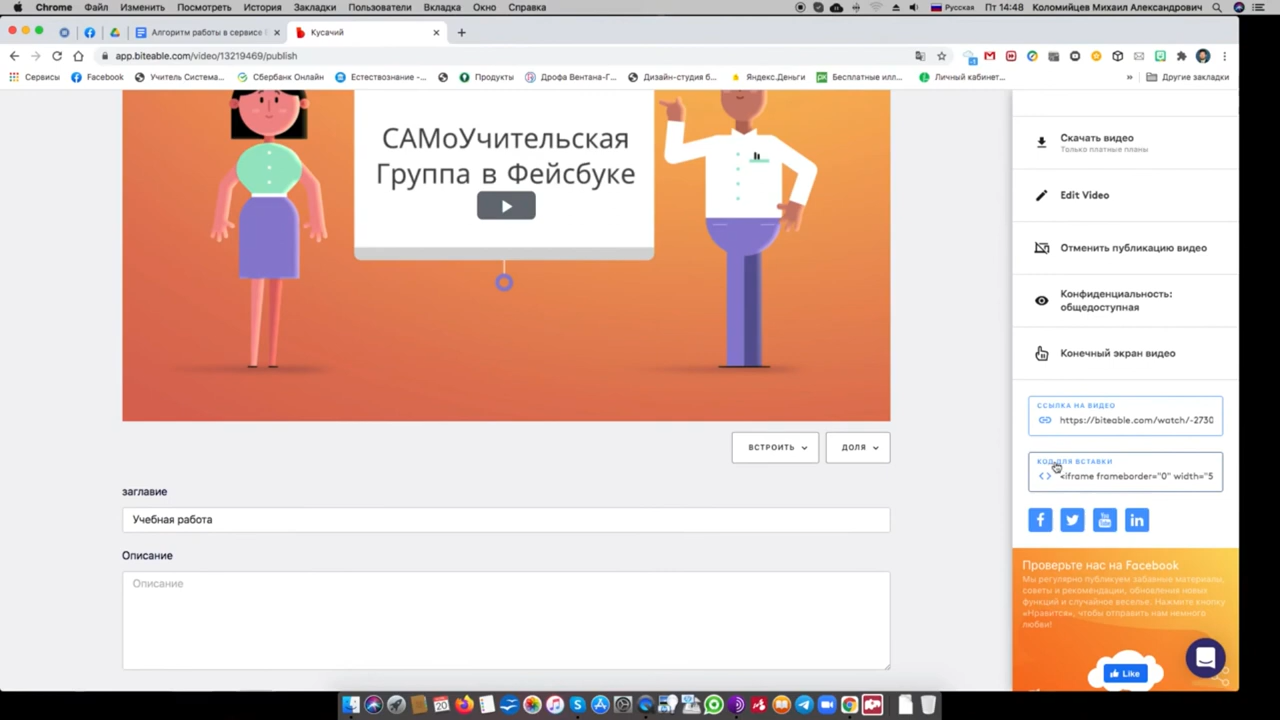 Chrome Файл Изменить Посмотреть История Закладки Пользователи Вкладка Окно Справка Русская Пт 14:48 Коломийцев Михаил Александрович
Алгоритм работы в сервисе Кусачий
app.biteable.com/video/13219469/publish
Сервисы Facebook Учитель Система... Сбербанк Онлайн Естествознание -... Продукты Дрофа Вентана-Г... Дизайн-студия б... Яндекс.Деньги Бесплатные илл... Личный кабинет... » Другие закладки
САМоУчительская
Группа в Фейсбуке
ВСТРОИТЬ ДОЛЯ
заглавие
Учебная работа
Описание
Описание
Скачать видео
Только платные планы
Edit Video
Отменить публикацию видео
Конфиденциальность:
общедоступная
Конечный экран видео
ССЫЛКА НА ВИДЕО
https://biteable.com/watch/-2730
КОД ДЛЯ ВСТАВКИ
<iframe frameborder="0" width="5
Проверьте нас на Facebook
Мы регулярно публикуем забавные материалы,
советы и рекомендации, обновления новых
функций и случайное веселье. Нажмите кнопку
«Нравится», чтобы отправить нам немного
любви!
Like